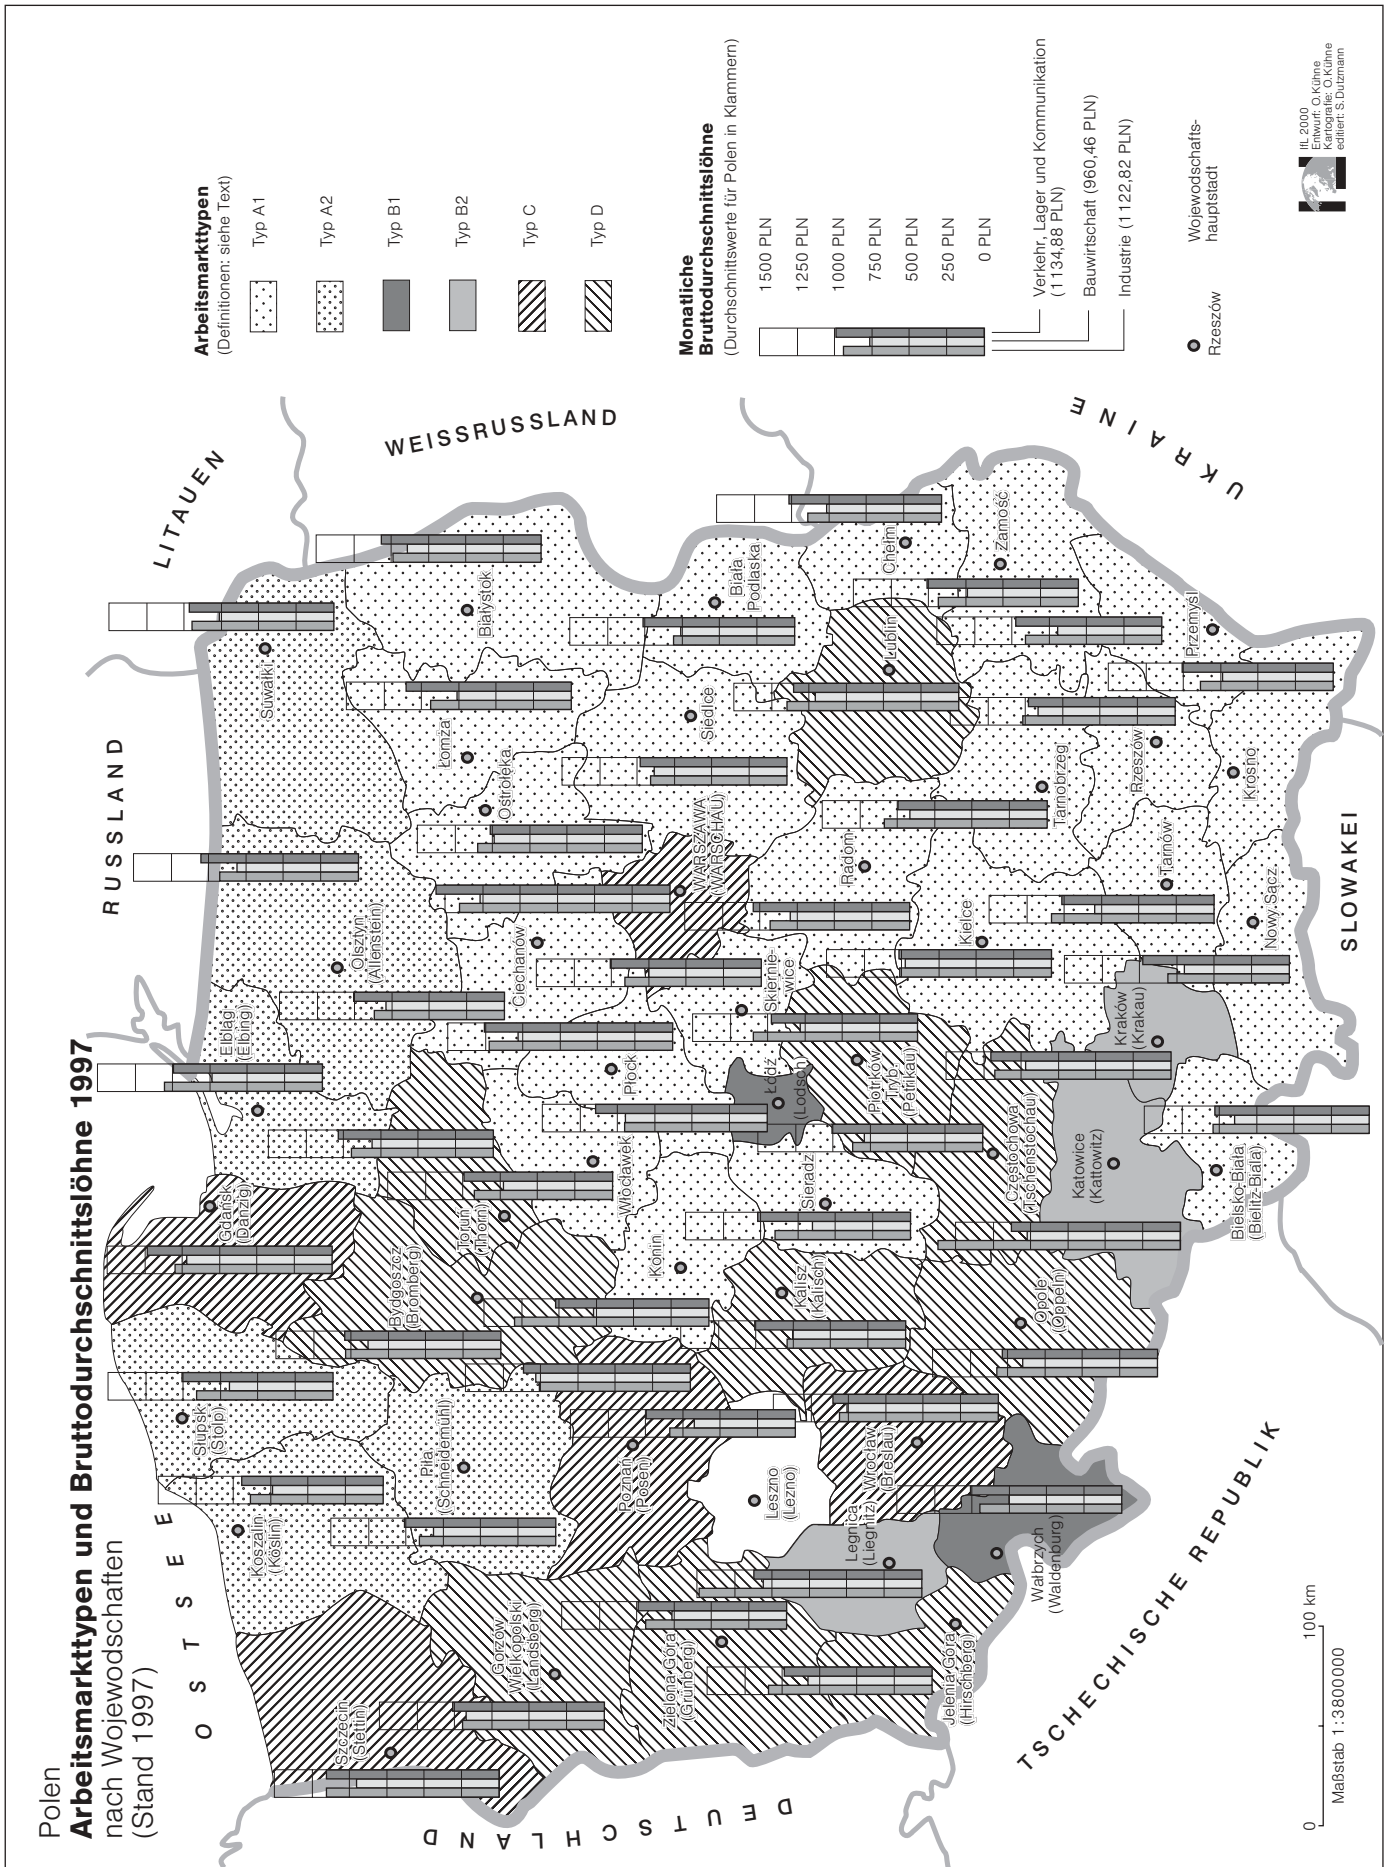 Polen
Arbeitsmarkttypen und Bruttodurchschnittslöhne 1997
nach Wojewodschaften
(Stand 1997)
Arbeitsmarkttypen
(Definitionen: siehe Text)
Typ A1
Typ A2
Typ B1
Typ B2
Typ C
Typ D
Monatliche
Bruttodurchschnittslöhne
(Durchschnittswerte für Polen in Klammern)
1500 PLN
1250 PLN
1000 PLN
750 PLN
500 PLN
250 PLN
0 PLN
Verkehr, Lager und Kommunikation
(1134,88 PLN)
Bauwirtschaft (960,46 PLN)
Industrie (1122,82 PLN)
Rzeszów
Wojewodschafts-
hauptstadt
IfL 2000
Entwurf: O.Kühne
Kartografie: O.Kühne
editiert: S.Dutzmann
OSTSEE
RUSSLAND
LITAUEN
WEISSRUSSLAND
UKRAINE
SLOWAKEI
TSCHECHISCHE REPUBLIK
DEUTSCHLAND
Szczecin
(Stettin)
Koszalin
(Köslin)
Słupsk
(Stolp)
Gdańsk
(Danzig)
Elbląg
(Elbing)
Olsztyn
(Allenstein)
Suwałki
Białystok
Łomża
Ostrołęka
Ciechanów
Płock
Włocławek
Toruń
(Thorn)
Bydgoszcz
(Bromberg)
Piła
(Schneidemühl)
Gorzów
Wielkopolski
(Landsberg)
Zielona Góra
(Grünberg)
Poznań
(Posen)
Leszno
(Lezno)
Konin
Kalisz
(Kalisch)
Sieradz
Łódź
(Lodsch)
Skiernie-
wice
WARSZAWA
(WARSCHAU)
Siedlce
Biała
Podlaska
Chełm
Lublin
Zamość
Radom
Kielce
Tarnobrzeg
Rzeszów
Przemyśl
Krosno
Tarnów
Nowy Sącz
Kraków
(Krakau)
Piotrków
Tryb.
(Petrikau)
Częstochowa
(Tschenstochau)
Katowice
(Kattowitz)
Bielsko-Biała
(Bielitz-Biala)
Opole
(Oppeln)
Wrocław
(Breslau)
Legnica
(Liegnitz)
Wałbrzych
(Waldenburg)
Jelenia Góra
(Hirschberg)
0
100 km
Maßstab 1:3800000